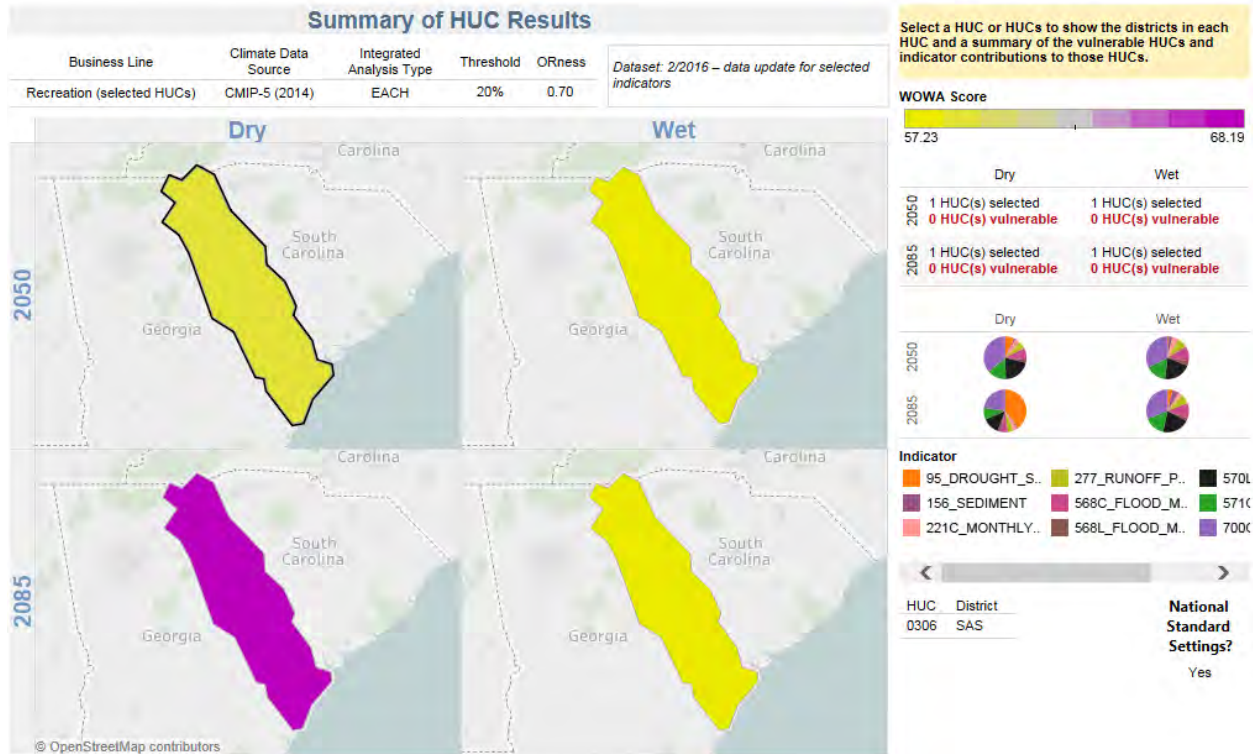 Summary of HUC Results
Business Line
Climate Data
Source
Integrated
Analysis Type
Threshold
ORness
Recreation (selected HUCs)
CMIP-5 (2014)
EACH
20%
0.70
Dataset: 2/2016 – data update for selected
indicators
Dry
Wet
2050
Carolina
South
Carolina
Georgia
Carolina
South
Carolina
Georgia
2085
Carolina
South
Carolina
Georgia
Carolina
South
Carolina
Georgia
© OpenStreetMap contributors
Select a HUC or HUCs to show the districts in each
HUC and a summary of the vulnerable HUCs and
indicator contributions to those HUCs.
WOWA Score
57.23
68.19
Dry
Wet
2050
1 HUC(s) selected
0 HUC(s) vulnerable
1 HUC(s) selected
0 HUC(s) vulnerable
2085
1 HUC(s) selected
0 HUC(s) vulnerable
1 HUC(s) selected
0 HUC(s) vulnerable
Dry
Wet
2050
2085
Indicator
95_DROUGHT_S..
277_RUNOFF_P..
570L
156_SEDIMENT
568C_FLOOD_M..
571C
221C_MONTHLY..
568L_FLOOD_M..
700C
HUC
District
0306
SAS
National
Standard
Settings?
Yes